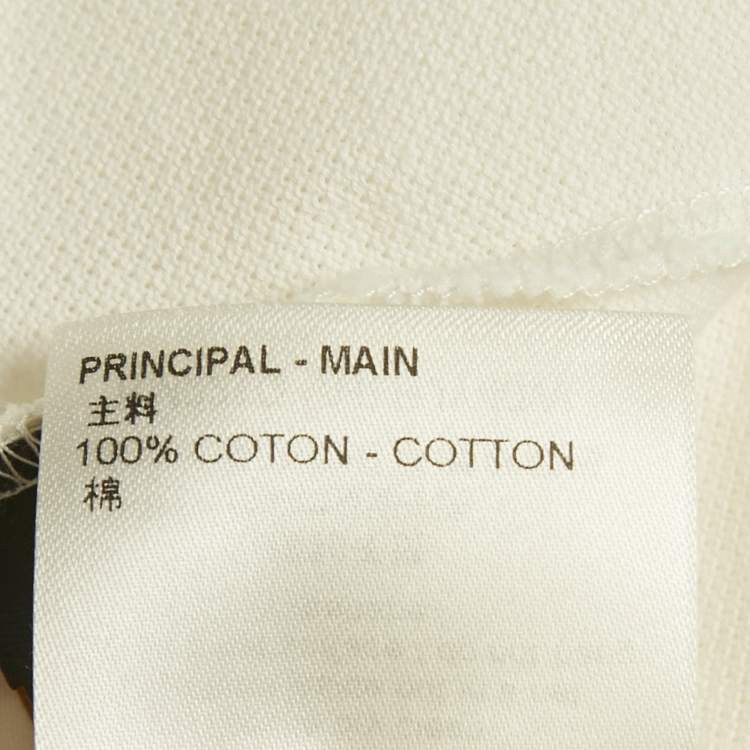 PRINCIPAL - MAIN
主料
100% COTON - COTTON
棉